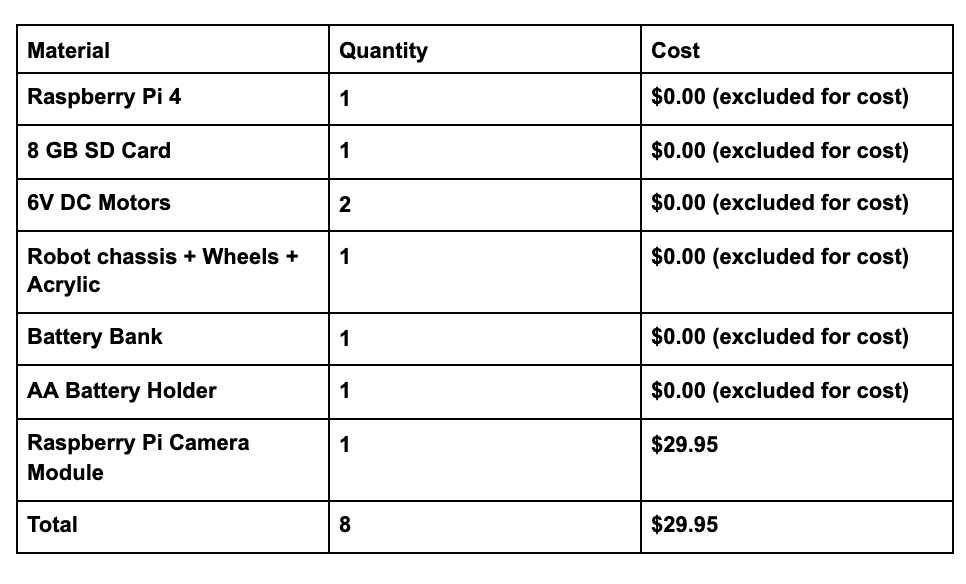 Material Quantity Cost
Raspberry Pi 4 1 $0.00 (excluded for cost)
8 GB SD Card 1 $0.00 (excluded for cost)
6V DC Motors 2 $0.00 (excluded for cost)
Robot chassis + Wheels + 1 $0.00 (excluded for cost)
Acrylic
Battery Bank 1 $0.00 (excluded for cost)
AA Battery Holder 1 $0.00 (excluded for cost)
Raspberry Pi Camera 1 $29.95
Module
Total 8 $29.95